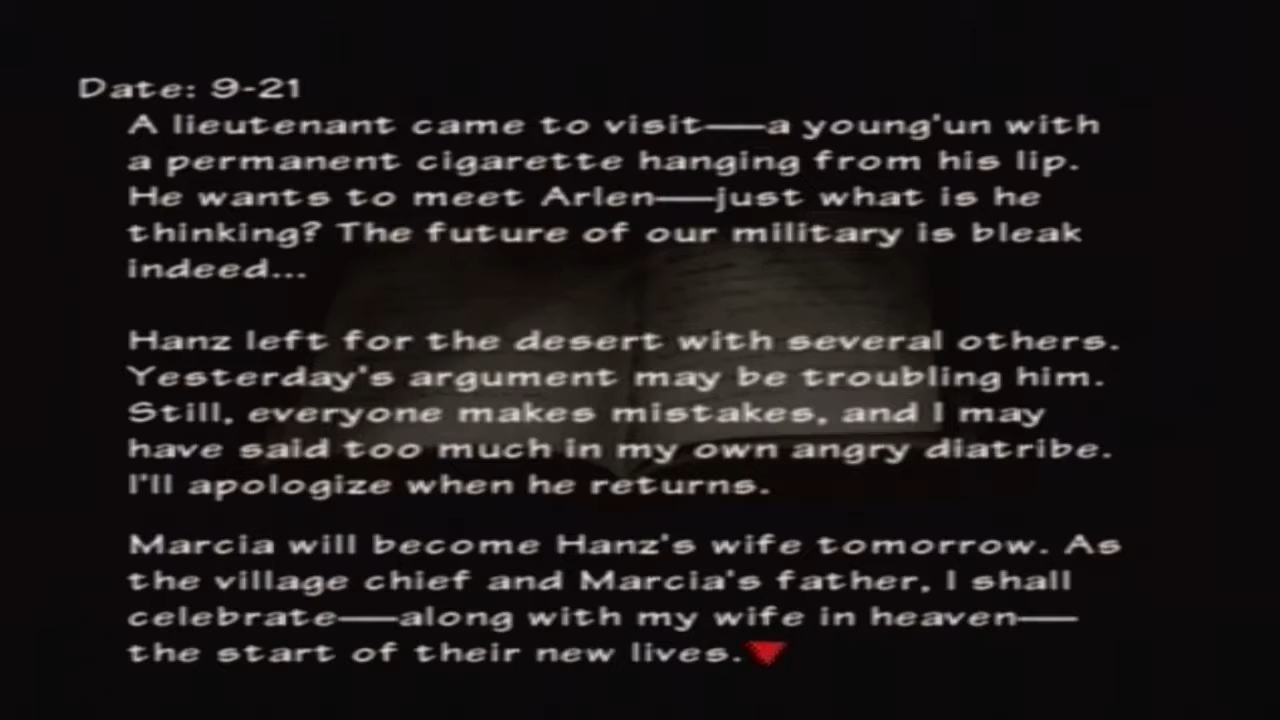 Date: 9-21
A lieutenant came to visit—a young'un with
a permanent cigarette hanging from his lip.
He wants to meet Arlen—just what is he
thinking? The future of our military is bleak
indeed...
Hanz left for the desert with several others.
Yesterday's argument may be troubling him.
Still, everyone makes mistakes, and I may
have said too much in my own angry diatribe.
I'll apologize when he returns.
Marcia will become Hanz's wife tomorrow. As
the village chief and Marcia's father, I shall
celebrate—along with my wife in heaven—
the start of their new lives.